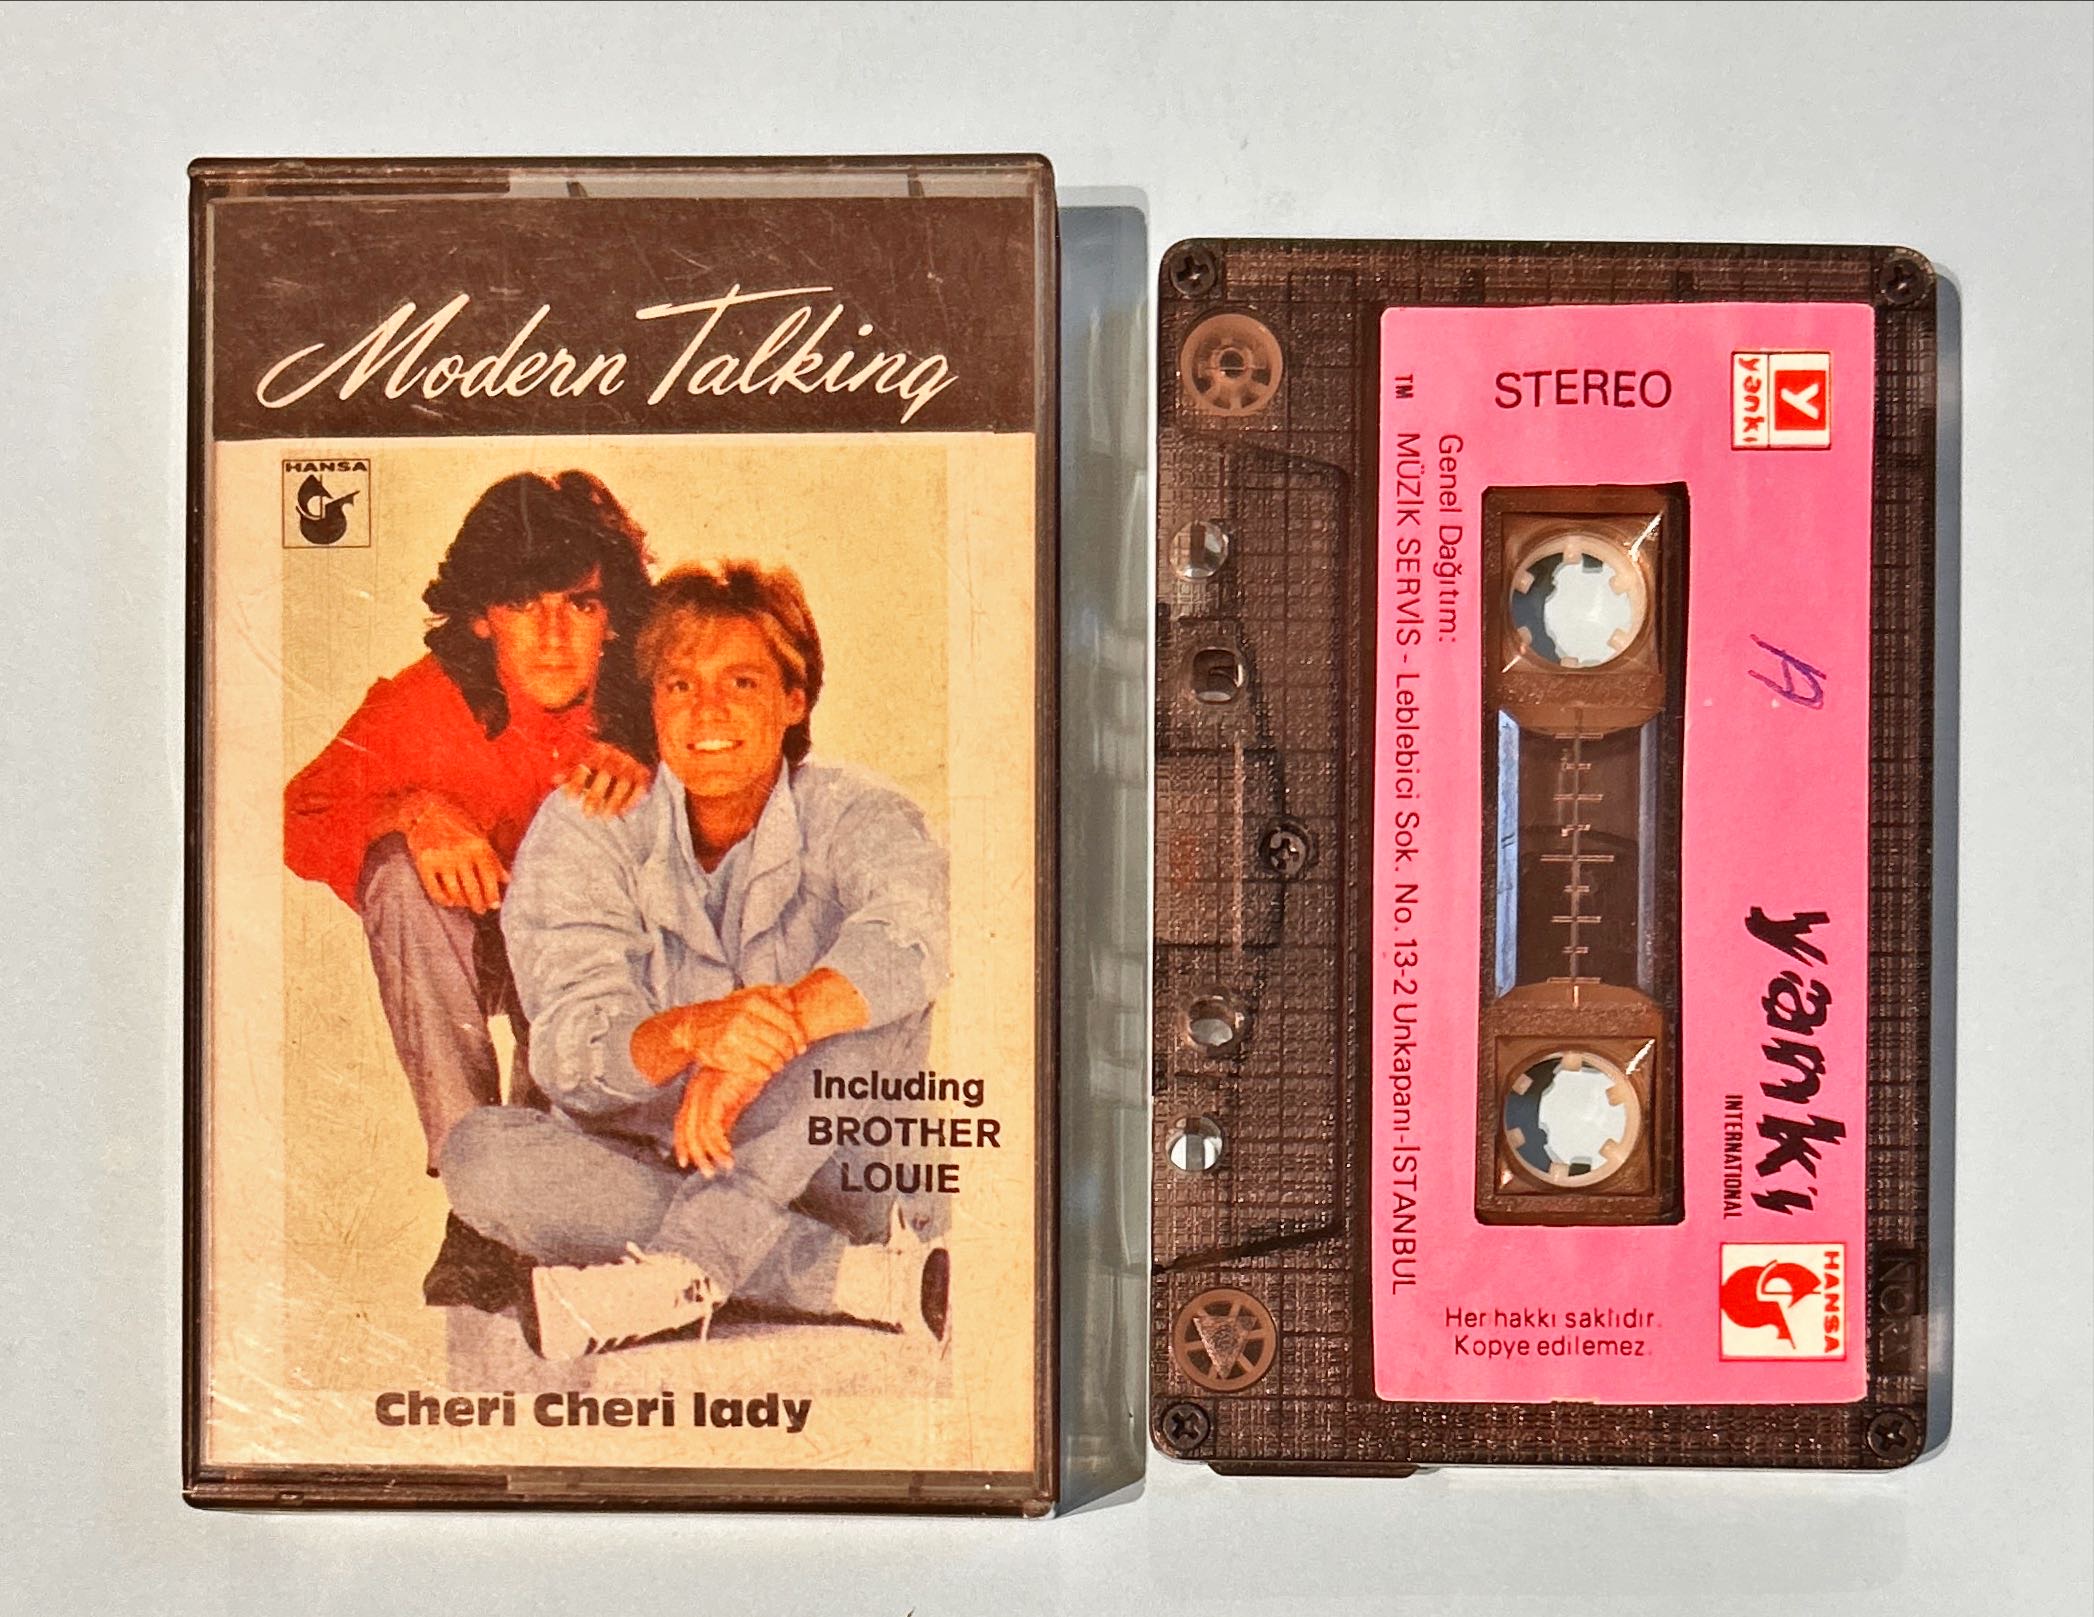 Modern Talking
HANSA
Including
BROTHER
LOUIE
Cheri Cheri lady
STEREO
Y
yankı
A
yankı
INTERNATIONAL
HANSA
Genel Dağıtım:
TM MÜZİK SERVİS - Leblebici Sok. No. 13-2 Unkapanı-İSTANBUL
Her hakkı saklıdır.
Kopye edilemez.